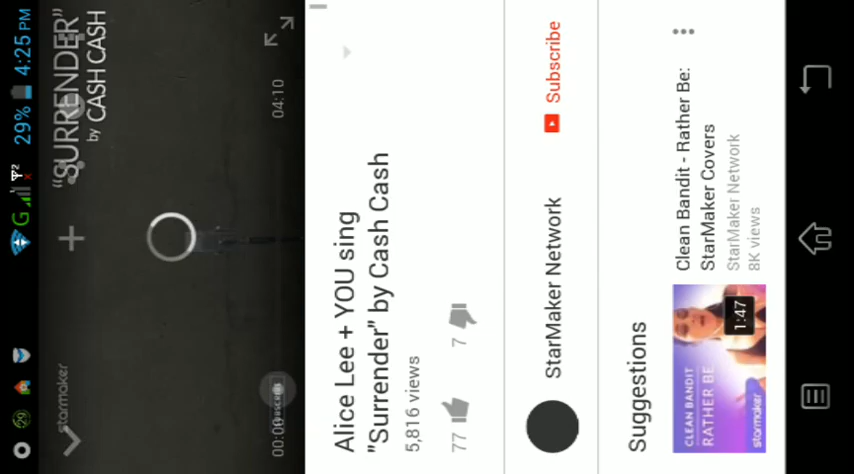 29% 4:25 PM
G
"SURRENDER"
by CASH CASH
starmaker
00:00
04:10
Alice Lee + YOU sing
"Surrender" by Cash Cash
5,816 views
77
7
StarMaker Network
Subscribe
Suggestions
CLEAN BANDIT
RATHER BE
starmaker
1:47
Clean Bandit - Rather Be:
StarMaker Covers
StarMaker Network
8K views